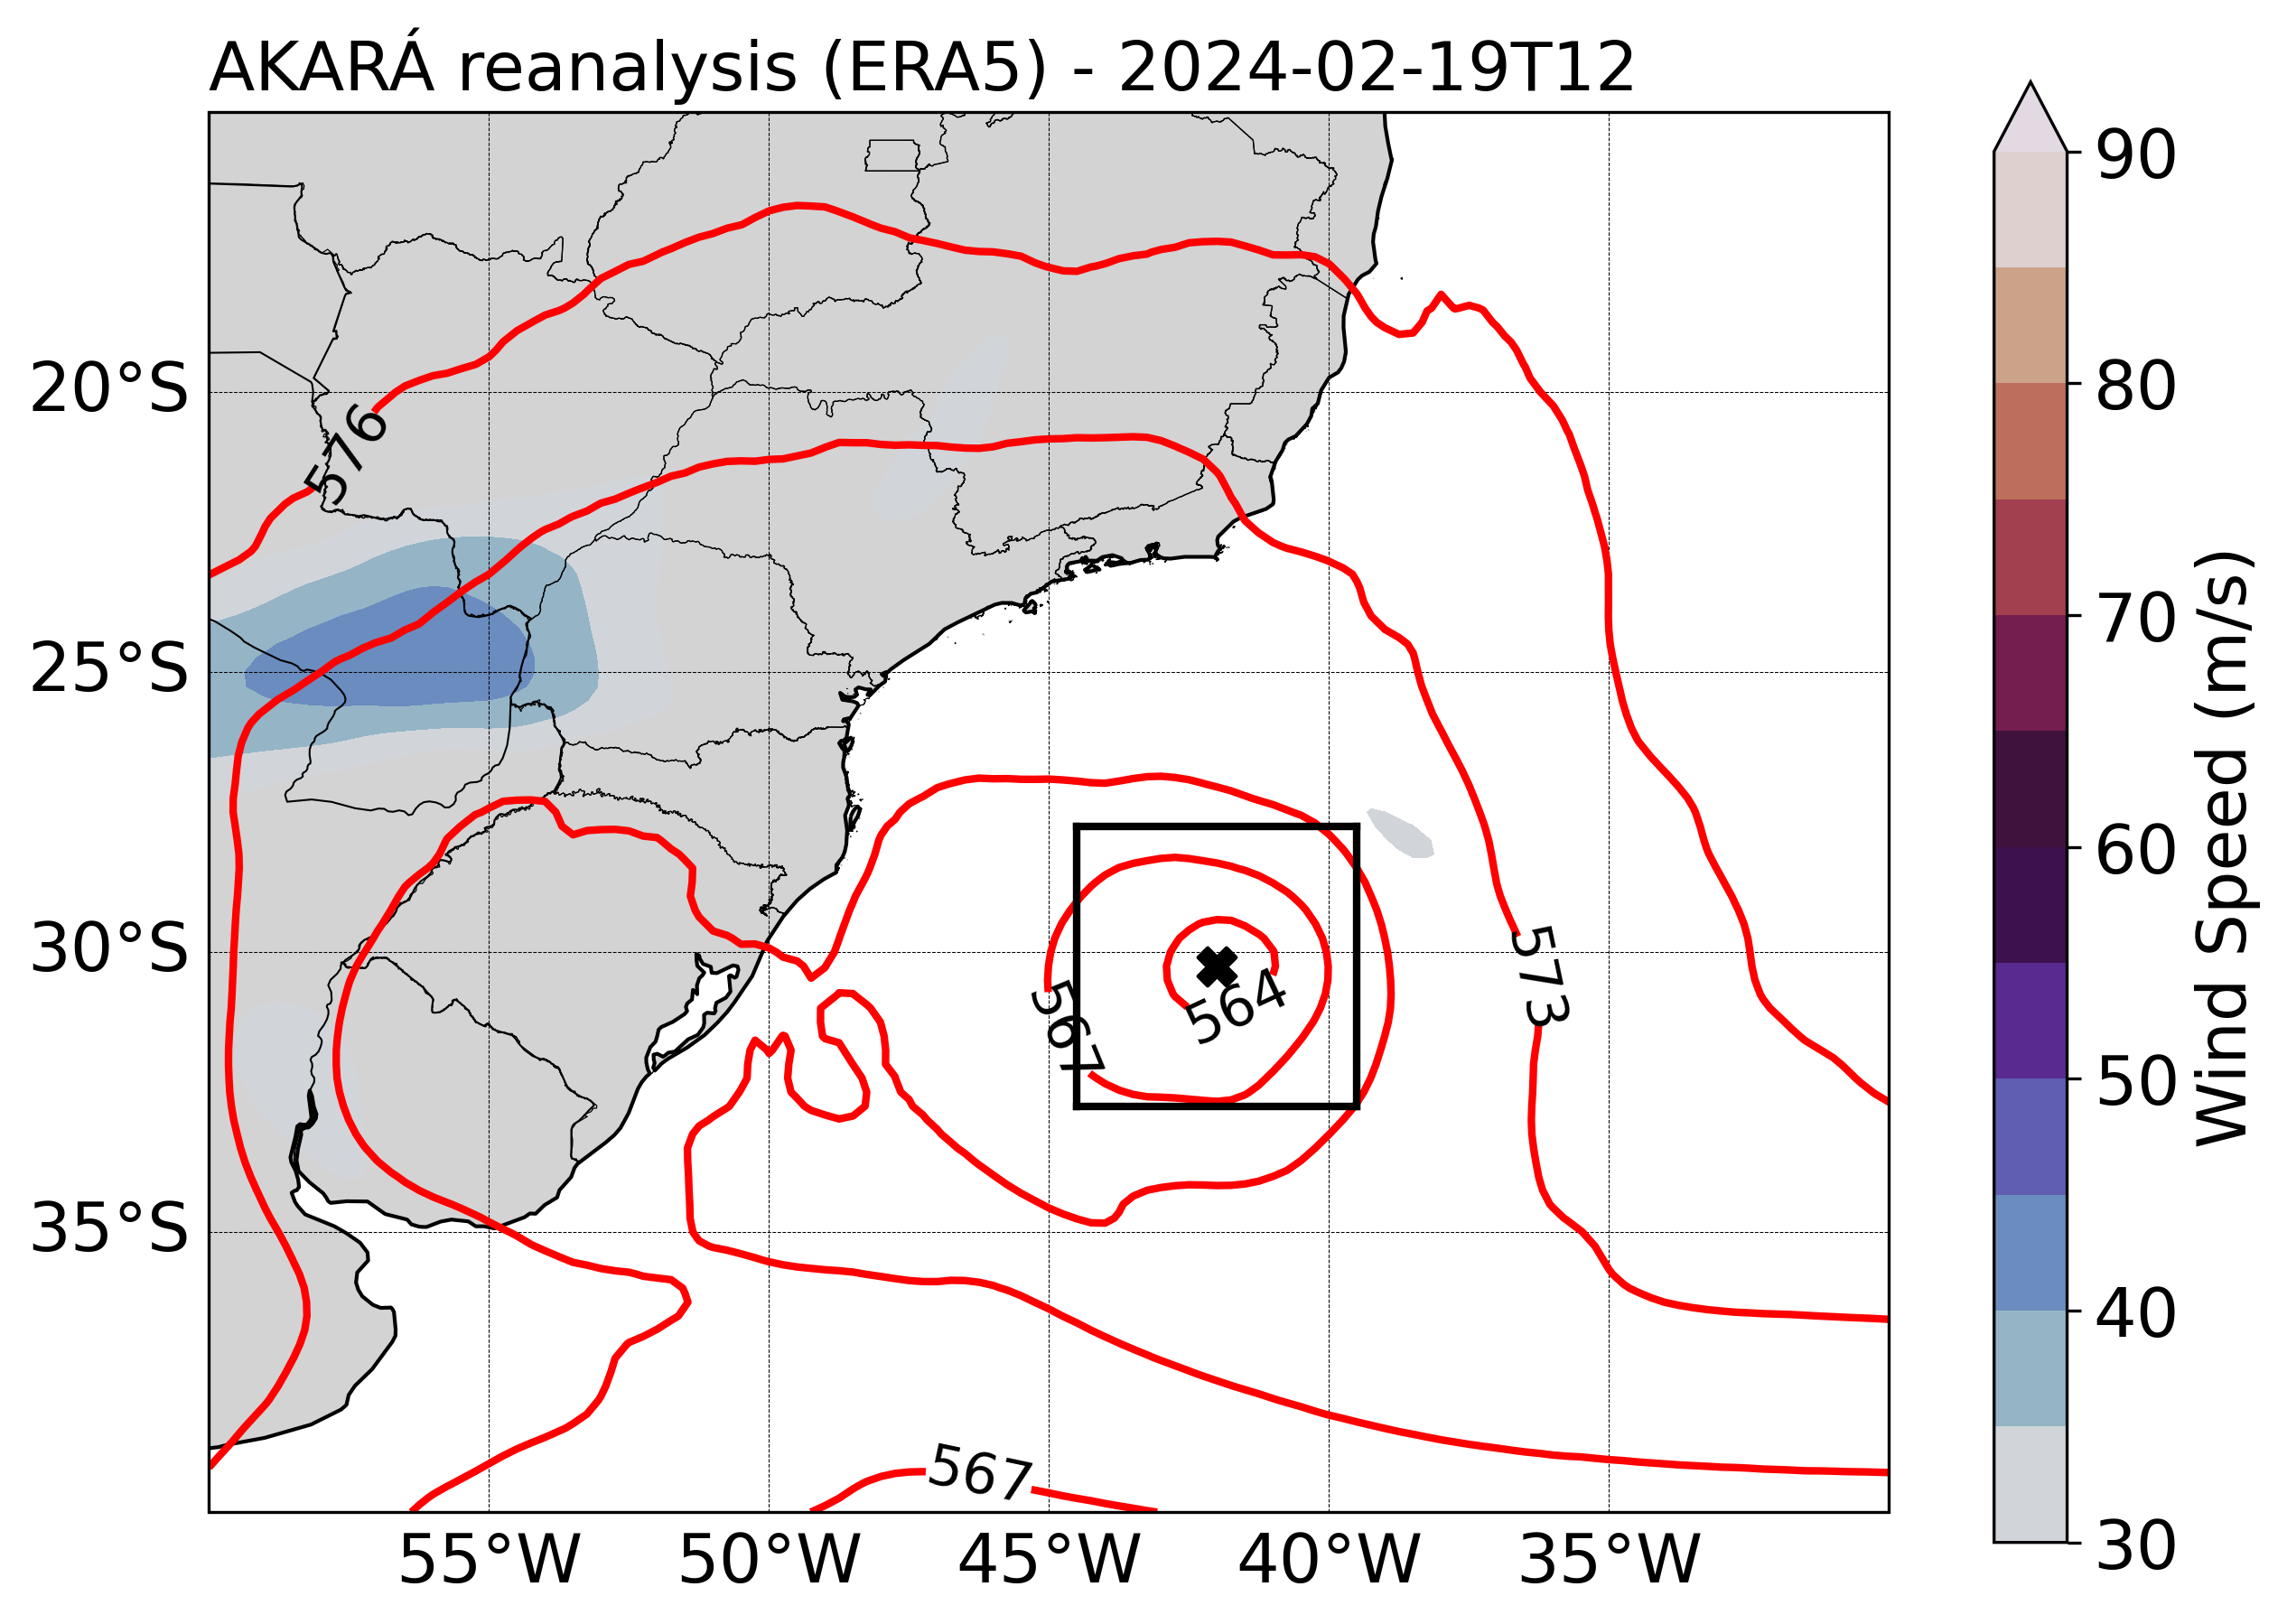 AKARÁ reanalysis (ERA5) - 2024-02-19T12
90
80
70
60
50
40
30
Wind Speed (m/s)
20°S
25°S
30°S
35°S
576
573
567
564
567
55°W
50°W
45°W
40°W
35°W